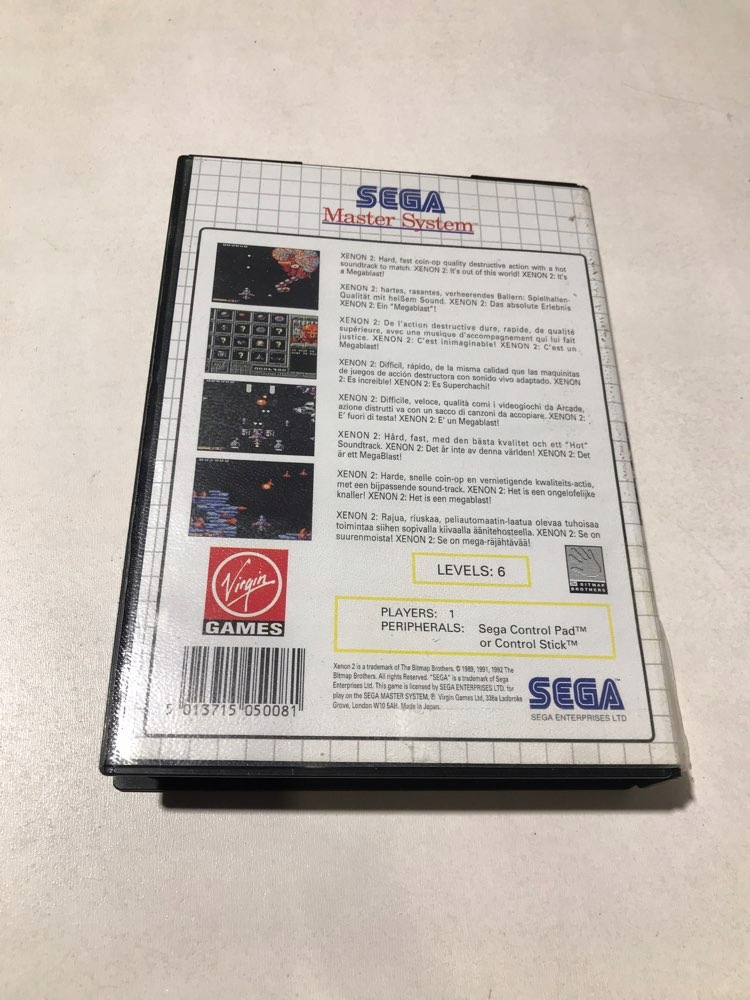 SEGA
Master System
XENON 2: Hard, fast coin-op quality destructive action with a hot
soundtrack to match. XENON 2: It's out of this world! XENON 2: It's
a Megablast!
XENON 2: hartes, rasantes, verheerendes Ballern: Spielhallen-
Qualität mit heißem Sound. XENON 2: Das absolute Erlebnis
XENON 2: Ein "Megablast"!
XENON 2: De l'action destructive dure, rapide, de qualité
supérieure, avec une musique d'accompagnement qui lui fait
justice. XENON 2: C'est inimaginable! XENON 2: C'est un
Megablast!
XENON 2: Difficil, rápido, de la misma calidad que las maquinitas
de juegos de acción destructora con sonido vivo adaptado. XENON
2: Es increible! XENON 2: Es Superchachi!
XENON 2: Difficile, veloce, qualità comi i videogiochi da Arcade,
azione distrutti va con un sacco di canzoni da accopiare. XENON 2:
E' fuori di testa! XENON 2: E' un Megablast!
XENON 2: Hård, fast, med den bästa kvalitet och ett "Hot"
Soundtrack. XENON 2: Det är inte av denna världen! XENON 2: Det
är ett MegaBlast!
XENON 2: Harde, snelle coin-op en vernietigende kwaliteits-actie,
met een bijpassende sound-track. XENON 2: Het is een ongelofelijke
knaller! XENON 2: Het is een megablast!
XENON 2: Rajua, riuskaa, peliautomaatin-laatua olevaa tuhoisaa
toimintaa siihen sopivalla kiivaalla äänitehosteella. XENON 2: Se on
suurenmoista! XENON 2: Se on mega-räjähtävää!
LEVELS: 6
THE BITMAP
BROTHERS
Virgin
GAMES
PLAYERS: 1
PERIPHERALS: Sega Control Pad™
or Control Stick™
Xenon 2 is a trademark of The Bitmap Brothers. © 1989, 1991, 1992 The
Bitmap Brothers. All rights Reserved. "SEGA" is a trademark of Sega
Enterprises Ltd. This game is licensed by SEGA ENTERPRISES LTD. for
play on the SEGA MASTER SYSTEM. ℗ Virgin Games Ltd, 338a Ladbroke
Grove, London W10 5AH. Made in Japan.
5 013715 050081
SEGA™
SEGA ENTERPRISES LTD